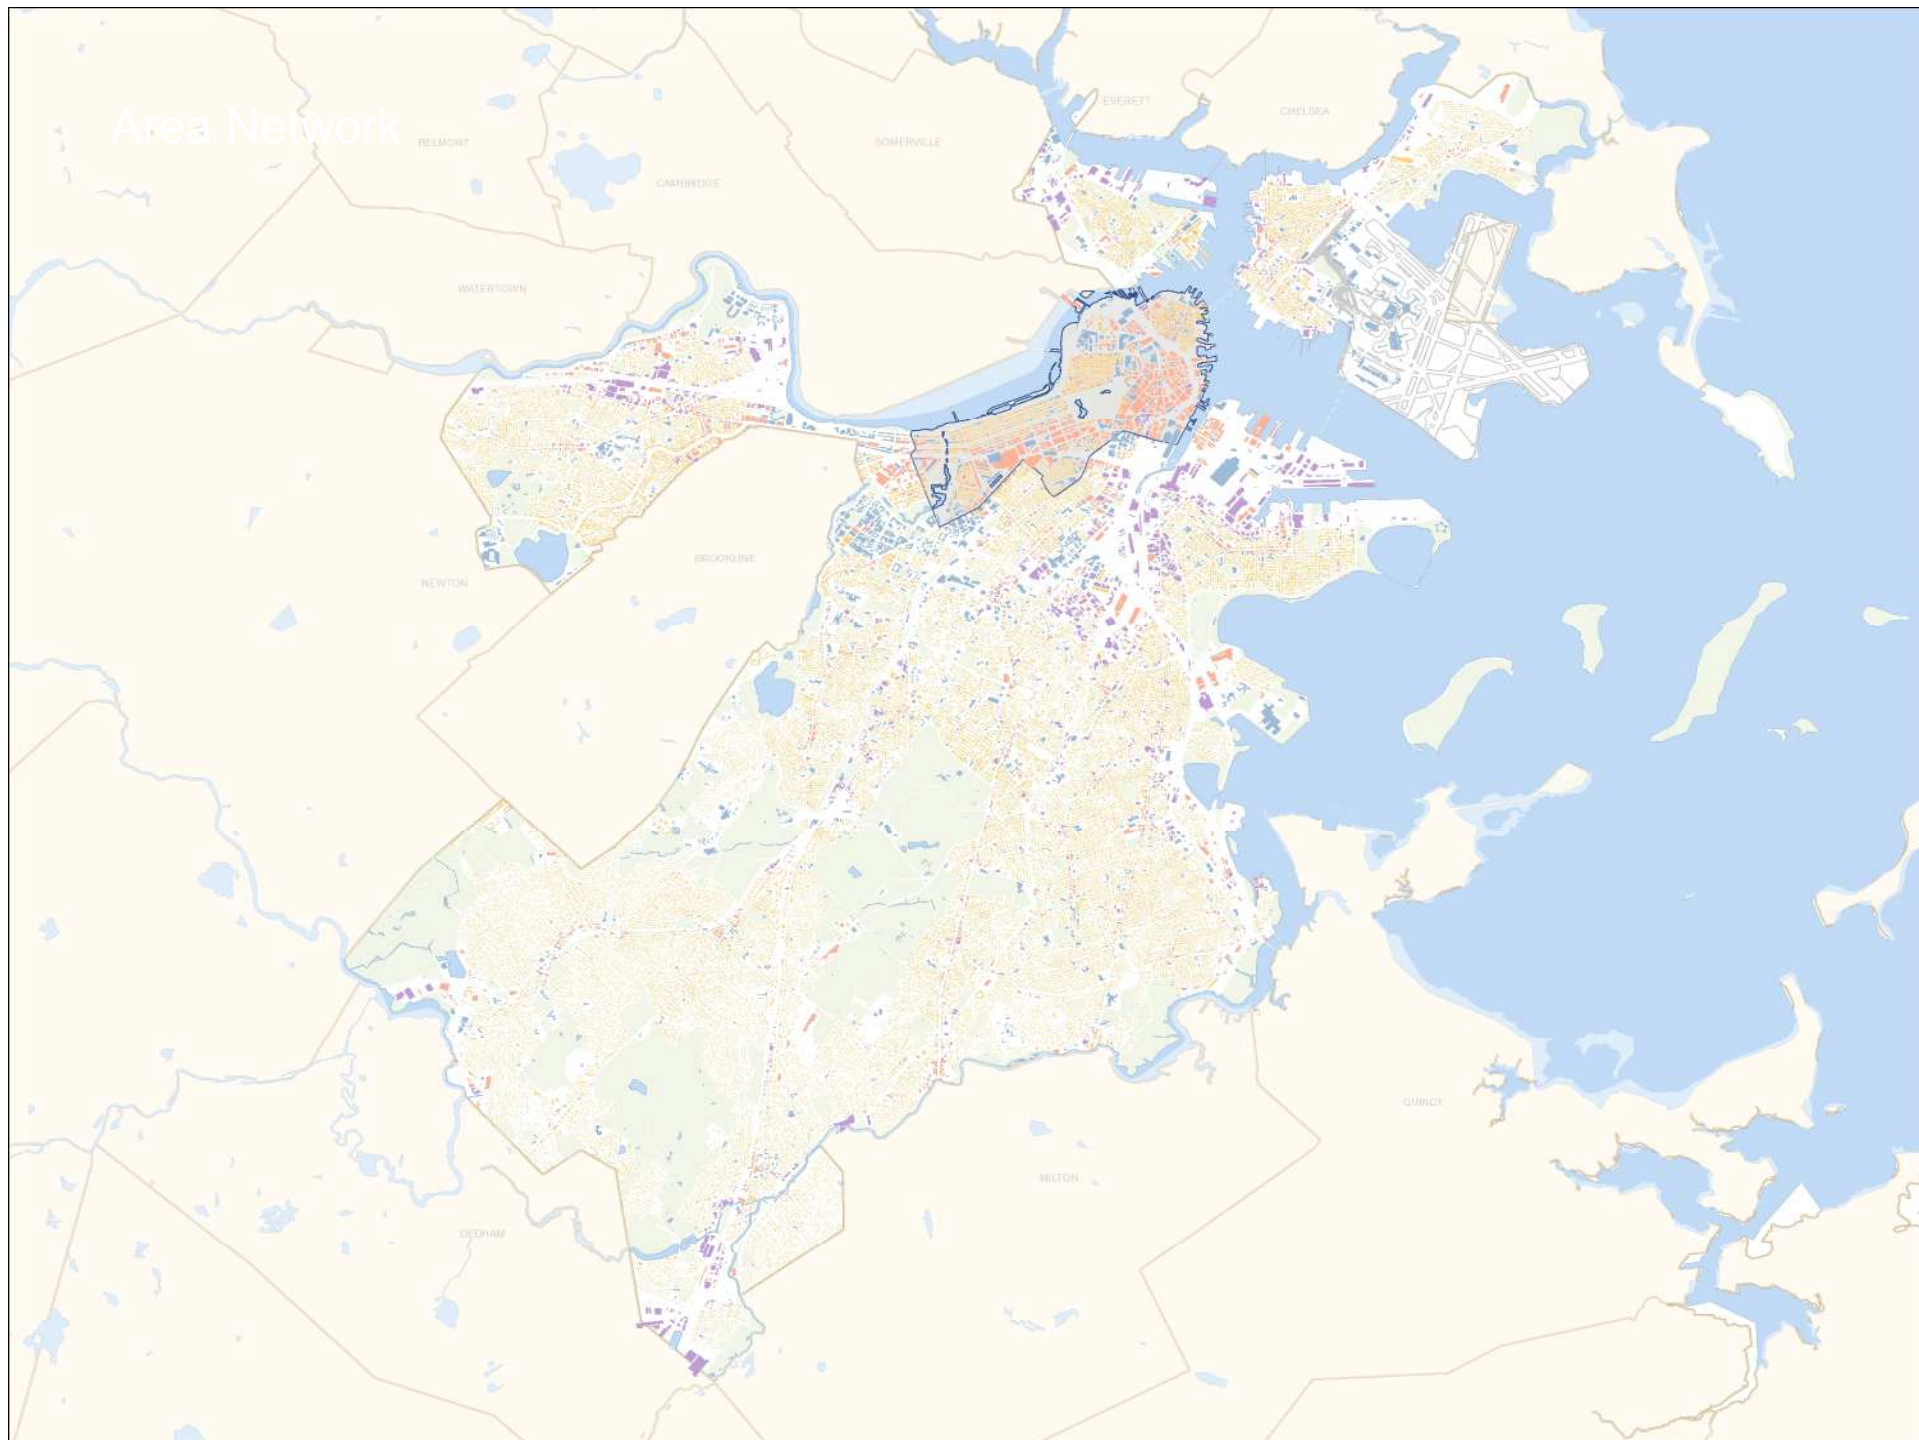 Area Network
EVERETT
CHELSEA
BELMONT
SOMERVILLE
CAMBRIDGE
WATERTOWN
BROOKLINE
NEWTON
QUINCY
MILTON
DEDHAM